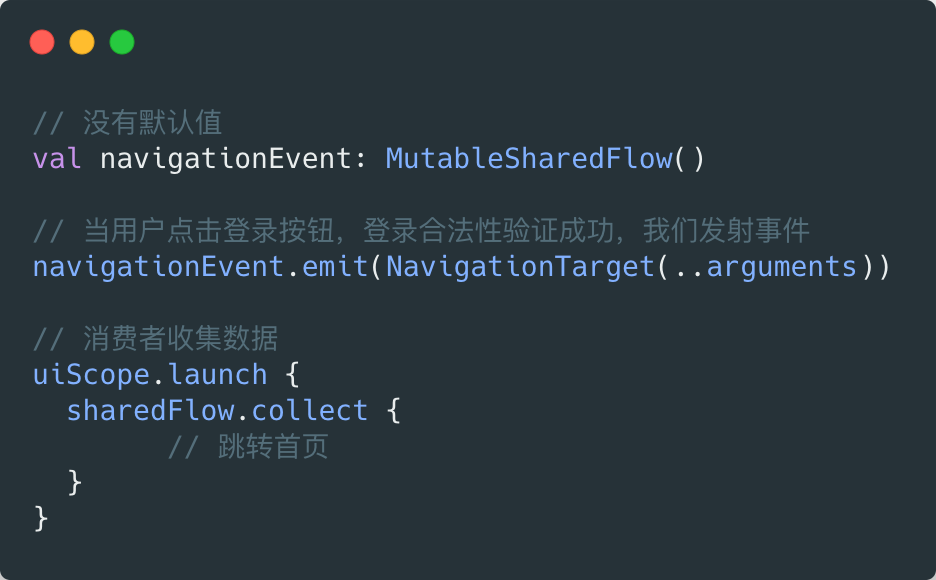 // 没有默认值
val navigationEvent: MutableSharedFlow()
// 当用户点击登录按钮，登录合法性验证成功，我们发射事件
navigationEvent.emit(NavigationTarget(..arguments))
// 消费者收集数据
uiScope.launch {
sharedFlow.collect {
// 跳转首页
}
}